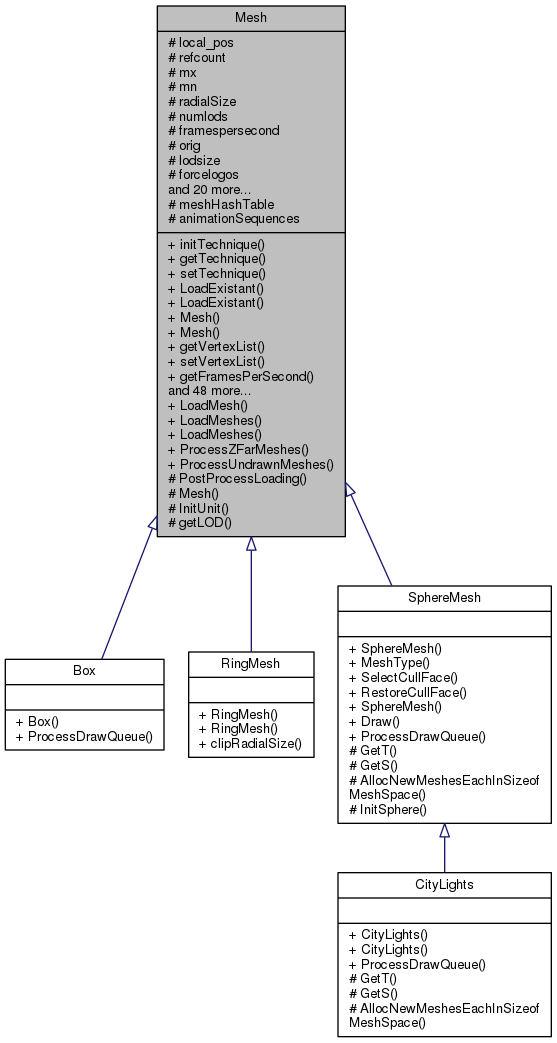 Mesh
# local_pos
# refcount
# mx
# mn
# radialSize
# numlods
# framespersecond
# orig
# lodsize
# forcelogos
and 20 more...
# meshHashTable
# animationSequences
+ initTechnique()
+ getTechnique()
+ setTechnique()
+ LoadExistant()
+ LoadExistant()
+ Mesh()
+ Mesh()
+ getVertexList()
+ setVertexList()
+ getFramesPerSecond()
and 48 more...
+ LoadMesh()
+ LoadMeshes()
+ LoadMeshes()
+ ProcessZFarMeshes()
+ ProcessUndrawnMeshes()
# PostProcessLoading()
# Mesh()
# InitUnit()
# getLOD()
Box
+ Box()
+ ProcessDrawQueue()
RingMesh
+ RingMesh()
+ RingMesh()
+ clipRadialSize()
SphereMesh
+ SphereMesh()
+ MeshType()
+ SelectCullFace()
+ RestoreCullFace()
+ SphereMesh()
+ Draw()
+ ProcessDrawQueue()
# GetT()
# GetS()
# AllocNewMeshesEachInSizeof
MeshSpace()
# InitSphere()
CityLights
+ CityLights()
+ CityLights()
+ ProcessDrawQueue()
# GetT()
# GetS()
# AllocNewMeshesEachInSizeof
MeshSpace()